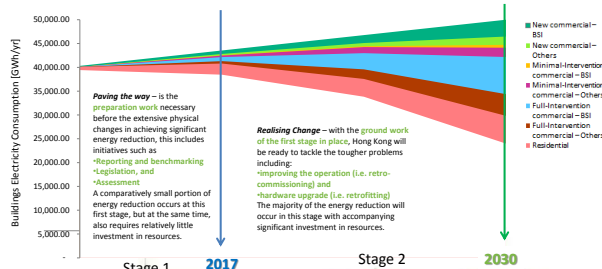 Buildings Electricity Consumption [GWh/yr]
50,000.00
45,000.00
40,000.00
35,000.00
30,000.00
25,000.00
20,000.00
15,000.00
10,000.00
5,000.00
-
Paving the way – is the
preparation work necessary
before the extensive physical
changes in achieving significant
energy reduction, this includes
initiatives such as
•Reporting and benchmarking
•Legislation, and
•Assessment
A comparatively small portion of
energy reduction occurs at this
first stage, but at the same time,
also requires relatively little
investment in resources.
Realising Change – with the ground work
of the first stage in place, Hong Kong will
be ready to tackle the tougher problems
including:
•improving the operation (i.e. retro-
commissioning) and
•hardware upgrade (i.e. retrofitting)
The majority of the energy reduction will
occur in this stage with accompanying
significant investment in resources.
New commercial –
BSI
New commercial –
Others
Minimal-Intervention
commercial – BSI
Minimal-Intervention
commercial – Others
Full-Intervention
commercial – BSI
Full-Intervention
commercial – Others
Residential
Stage 1
2017
Stage 2
2030